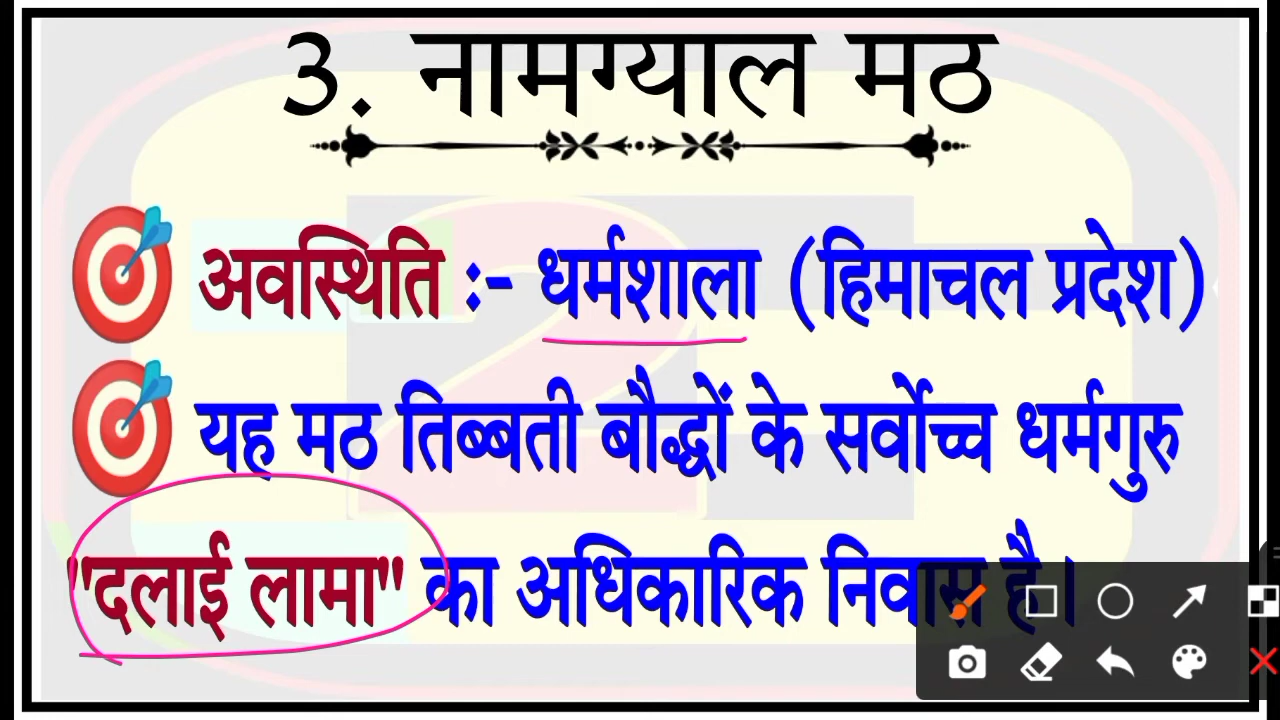 3. नामग्याल मठ
अवस्थिति :- धर्मशाला (हिमाचल प्रदेश)
यह मठ तिब्बती बौद्धों के सर्वोच्च धर्मगुरु
"दलाई लामा" का अधिकारिक निवास है।